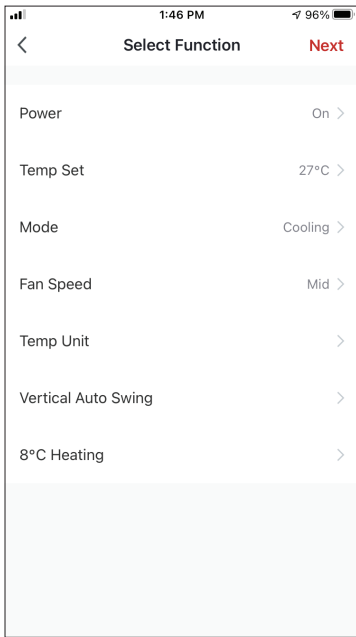 1:46 PM 96%
Select Function Next
Power On
Temp Set 27°C
Mode Cooling
Fan Speed Mid
Temp Unit
Vertical Auto Swing
8°C Heating